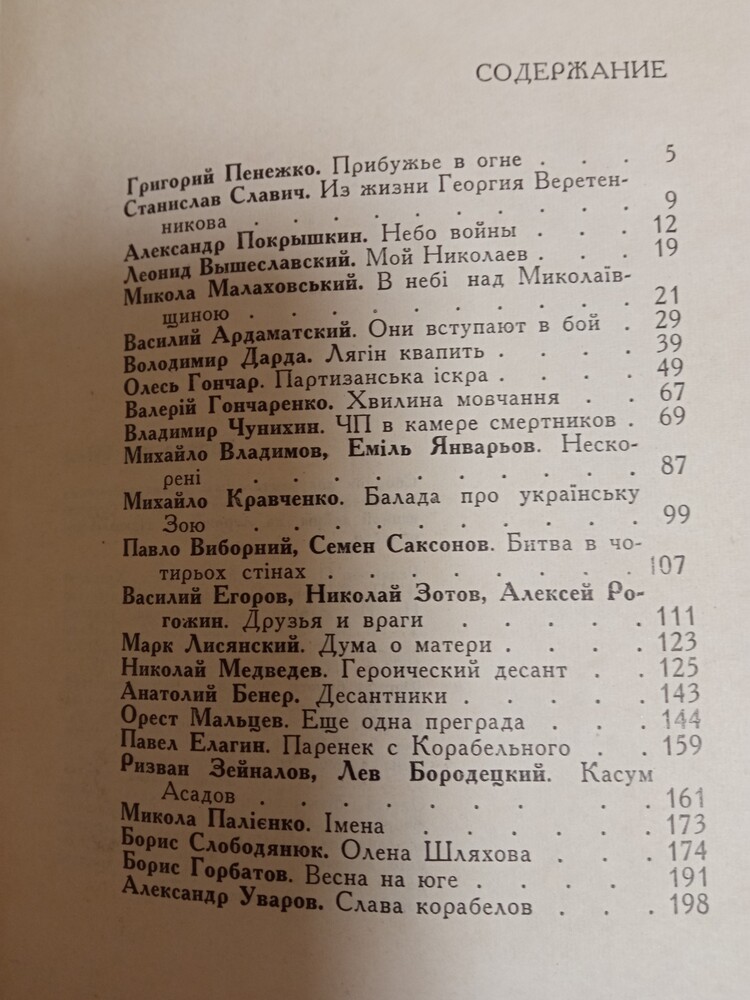 СОДЕРЖАНИЕ
Григорий Пенежко. Прибужье в огне . . . 5
Станислав Славич. Из жизни Георгия Веретен-
никова . . . . . . . . . 9
Александр Покрышкин. Небо войны . . . 12
Леонид Вышеславский. Мой Николаев . . . 19
Микола Малаховський. В небі над Миколаїв-
щиною . . . . . . . . . 21
Василий Ардаматский. Они вступают в бой . 29
Володимир Дарда. Лягін квапить . . . . 39
Олесь Гончар. Партизанська іскра . . . . 49
Валерій Гончаренко. Хвилина мовчання . . 67
Владимир Чунихин. ЧП в камере смертников . 69
Михайло Владимов, Еміль Январьов. Неско-
рені . . . . . . . . . 87
Михайло Кравченко. Балада про українську
Зою . . . . . . . . . 99
Павло Виборний, Семен Саксонов. Битва в чо-
тирьох стінах . . . . . . . 107
Василий Егоров, Николай Зотов, Алексей Ро-
гожин. Друзья и враги . . . . . 111
Марк Лисянский. Дума о матери . . . . 123
Николай Медведев. Героический десант . . 125
Анатолий Бенер. Десантники . . . . . 143
Орест Мальцев. Еще одна преграда . . . 144
Павел Елагин. Паренек с Корабельного . . 159
Ризван Зейналов, Лев Бородецкий. Касум
Асадов . . . . . . . . . 161
Микола Палієнко. Імена . . . . . . 173
Борис Слободянюк. Олена Шляхова . . . 174
Борис Горбатов. Весна на юге . . . . . 191
Александр Уваров. Слава корабелов . . . 198